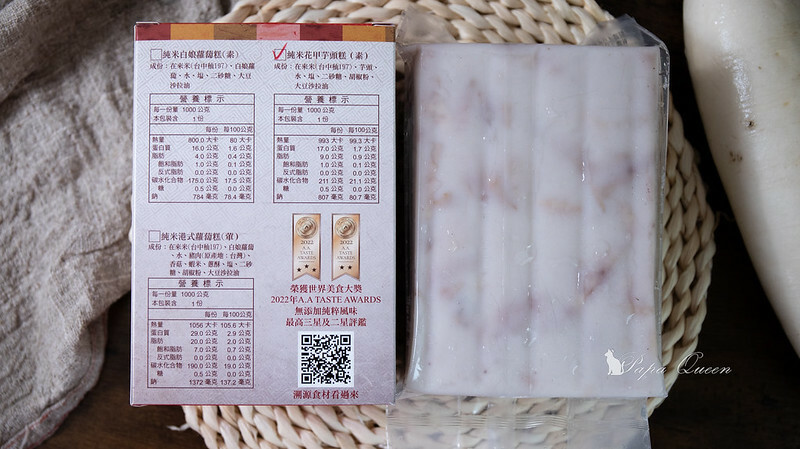 純米白娘蘿蔔糕(素)
成份：在來米(台中秈197)、白娘蘿
蔔、水、塩、二砂糖、大豆
沙拉油
營養標示
每一份量 1000 公克
本包裝含 1 份
每份 每100公克
熱量 800.0 大卡 80 大卡
蛋白質 16.0 公克 1.6 公克
脂肪 4.0 公克 0.4 公克
飽和脂肪 1.0 公克 0.1 公克
反式脂肪 0.0 公克 0.0 公克
碳水化合物 175.0 公克 17.5 公克
糖 0.5 公克 0.0 公克
鈉 784 毫克 78.4 毫克
純米花甲芋頭糕(素)
成份：在來米(台中秈197)、芋頭、
水、塩、二砂糖、胡椒粉、
大豆沙拉油
營養標示
每一份量 1000 公克
本包裝含 1 份
每份 每100公克
熱量 993 大卡 99.3 大卡
蛋白質 17.0 公克 1.7 公克
脂肪 9.0 公克 0.9 公克
飽和脂肪 1.0 公克 0.1 公克
反式脂肪 0.0 公克 0.0 公克
碳水化合物 211 公克 21.1 公克
糖 0.5 公克 0.0 公克
鈉 807 毫克 80.7 毫克
純米港式蘿蔔糕(葷)
成份：在來米(台中秈197)、白娘蘿蔔
、水、豬肉(原產地：台灣)、
香菇、蝦米、蔥酥、塩、二砂
糖、胡椒粉、大豆沙拉油
營養標示
每一份量 1000 公克
本包裝含 1 份
每份 每100公克
熱量 1056 大卡 105.6 大卡
蛋白質 29.0 公克 2.9 公克
脂肪 20.0 公克 2.0 公克
飽和脂肪 7.0 公克 0.7 公克
反式脂肪 0.0 公克 0.0 公克
碳水化合物 190.0 公克 19.0 公克
糖 0.5 公克 0.0 公克
鈉 1372 毫克 137.2 毫克
2022
A.A.
TASTE
AWARDS
2022
A.A.
TASTE
AWARDS
榮獲世界美食大獎
2022年A.A TASTE AWARDS
無添加純粹風味
最高三星及二星評鑑
溯源食材看過來
Papa Queen